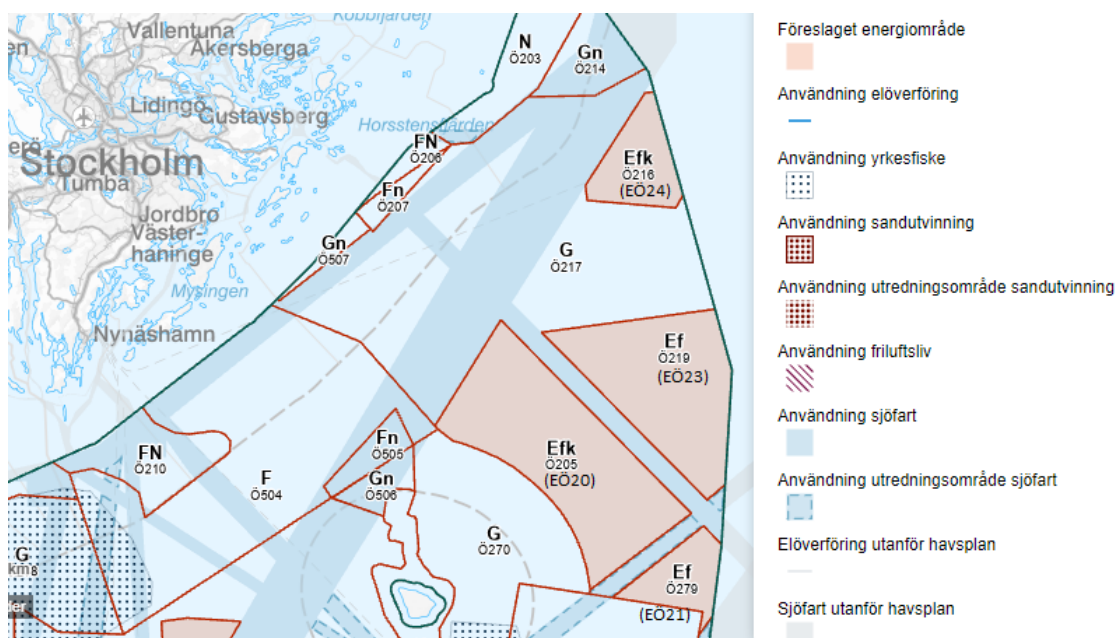 Kobbfjärden
Vallentuna
Åkersberga
N
Ö203
Gn
Ö214
Lidingö
Gustavsberg
Horsstensfjärden
FN
Ö206
Stockholm
Tumba
Efk
Ö216
(EÖ24)
Fn
Ö207
Jordbro
Väster-
haninge
Gn
Ö507
G
Ö217
Mysingen
Nynäshamn
Ef
Ö219
(EÖ23)
FN
Ö210
Fn
Ö505
Efk
Ö205
(EÖ20)
F
Ö504
Gn
Ö506
G
Ö270
G
Ef
Ö279
(EÖ21)
Föreslaget energiområde
Användning elöverföring
Användning yrkesfiske
Användning sandutvinning
Användning utredningsområde sandutvinning
Användning friluftsliv
Användning sjöfart
Användning utredningsområde sjöfart
Elöverföring utanför havsplan
Sjöfart utanför havsplan